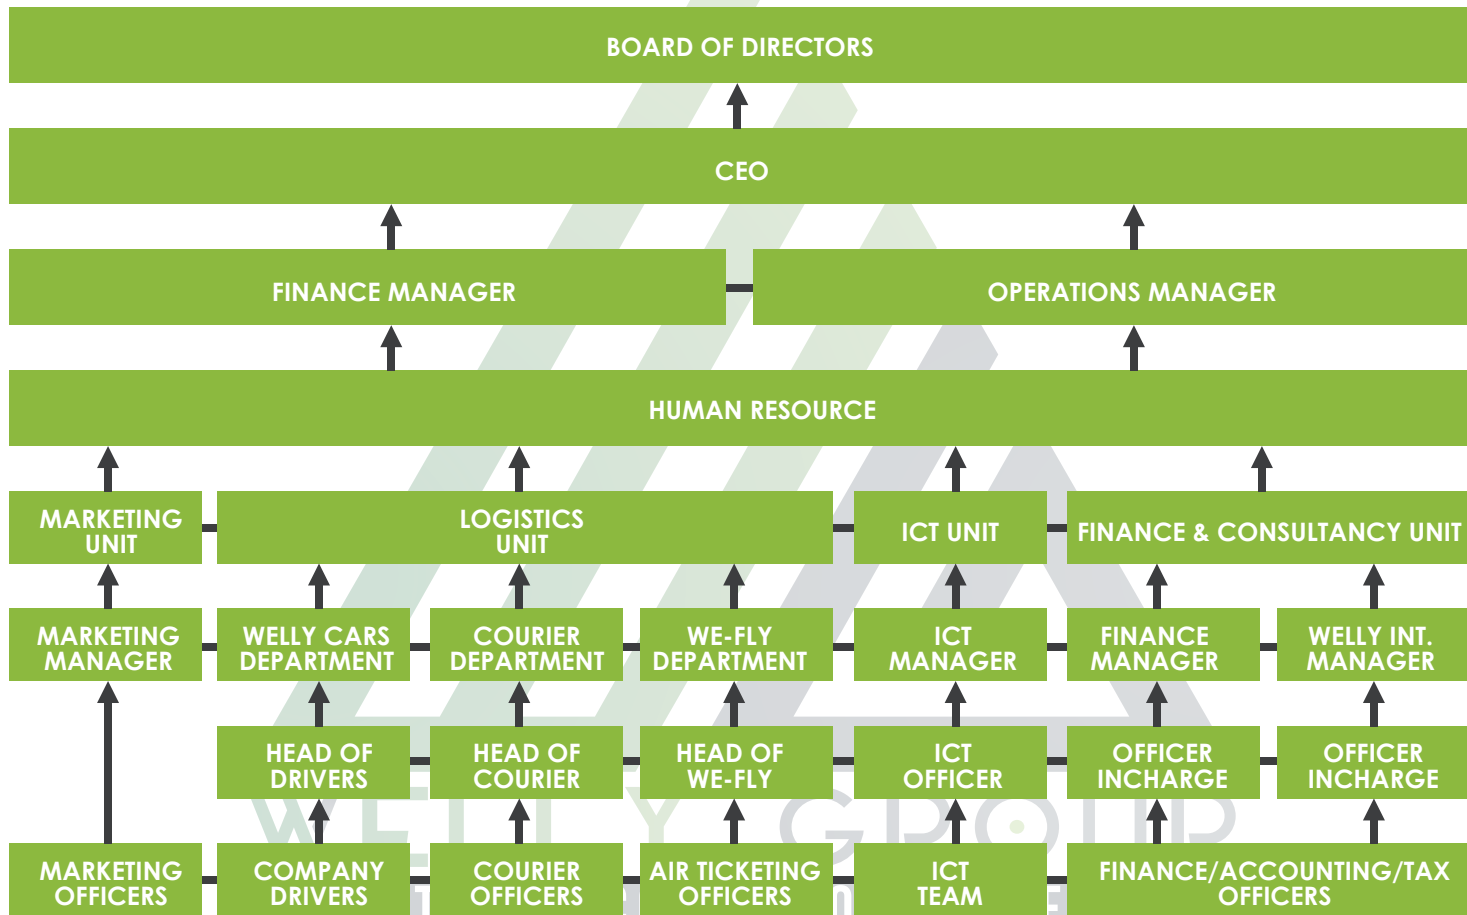 BOARD OF DIRECTORS
CEO
FINANCE MANAGER
OPERATIONS MANAGER
HUMAN RESOURCE
MARKETING
UNIT
LOGISTICS
UNIT
ICT UNIT
FINANCE & CONSULTANCY UNIT
MARKETING
MANAGER
WELLY CARS
DEPARTMENT
COURIER
DEPARTMENT
WE-FLY
DEPARTMENT
ICT
MANAGER
FINANCE
MANAGER
WELLY INT.
MANAGER
HEAD OF
DRIVERS
HEAD OF
COURIER
HEAD OF
WE-FLY
ICT
OFFICER
OFFICER
INCHARGE
OFFICER
INCHARGE
WELLY GROUP
MARKETING
OFFICERS
COMPANY
DRIVERS
COURIER
OFFICERS
AIR TICKETING
OFFICERS
ICT
TEAM
FINANCE/ACCOUNTING/TAX
OFFICERS